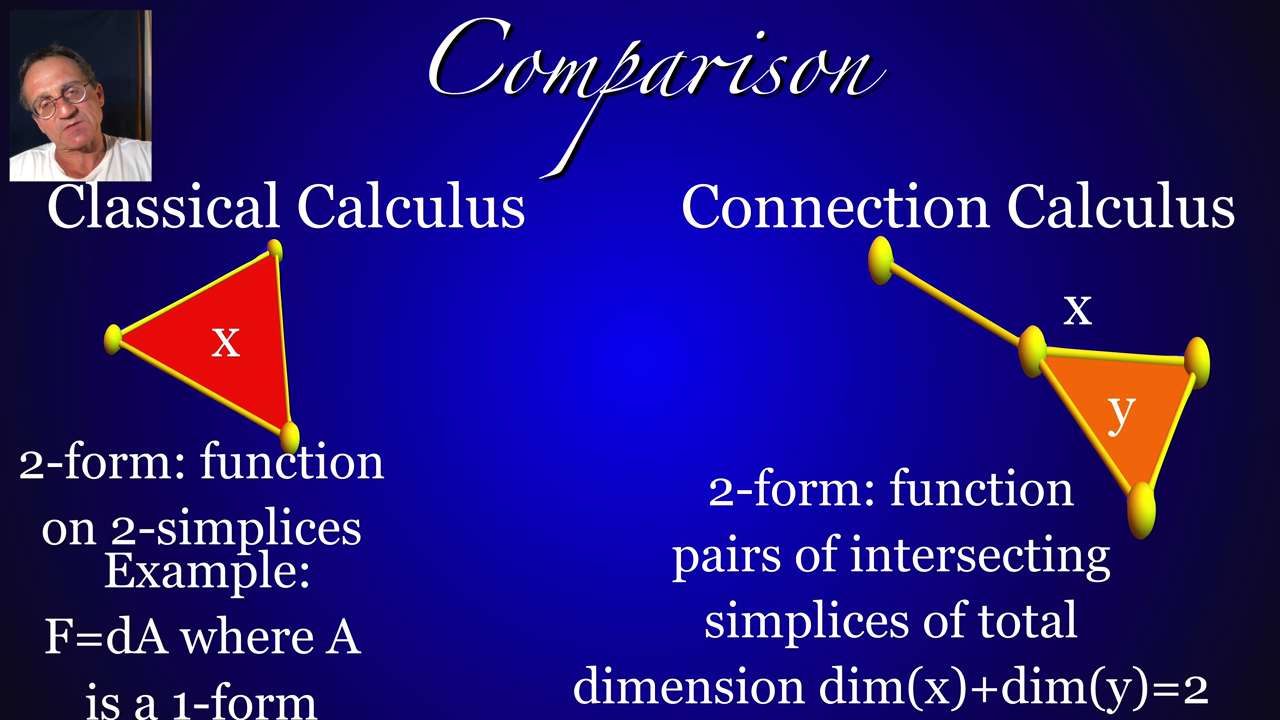 Comparison
Classical Calculus
x
2-form: function
on 2-simplices
Example:
F=dA where A
is a 1-form
Connection Calculus
x
y
2-form: function
pairs of intersecting
simplices of total
dimension dim(x)+dim(y)=2